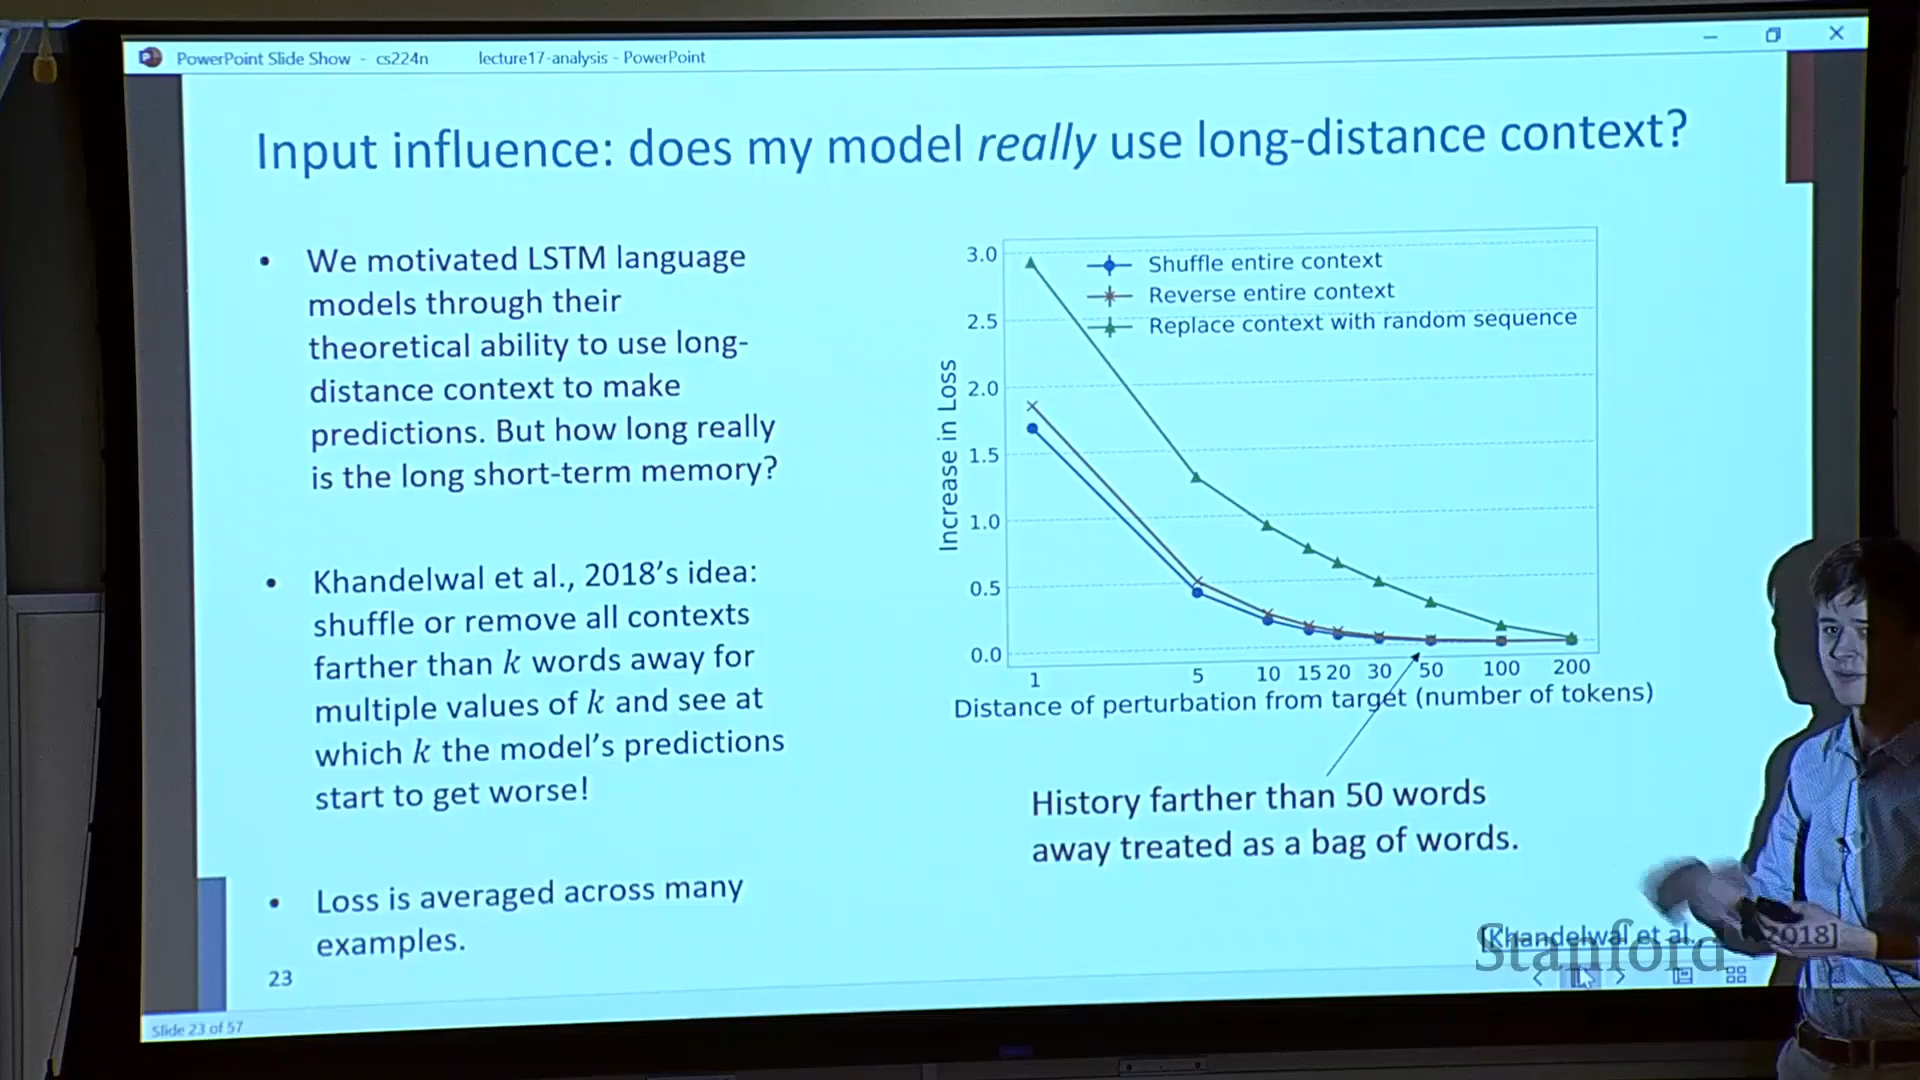 PowerPoint Slide Show - cs224n lecture17-analysis - PowerPoint
Input influence: does my model really use long-distance context?
• We motivated LSTM language
models through their
theoretical ability to use long-
distance context to make
predictions. But how long really
is the long short-term memory?
• Khandelwal et al., 2018’s idea:
shuffle or remove all contexts
farther than k words away for
multiple values of k and see at
which k the model’s predictions
start to get worse!
• Loss is averaged across many
examples.
23
Slide 23 of 57
Increase in Loss
3.0
2.5
2.0
1.5
1.0
0.5
0.0
Shuffle entire context
Reverse entire context
Replace context with random sequence
1 5 10 15 20 30 50 100 200
Distance of perturbation from target (number of tokens)
History farther than 50 words
away treated as a bag of words.
[Khandelwal et al. 2018]
Stanford